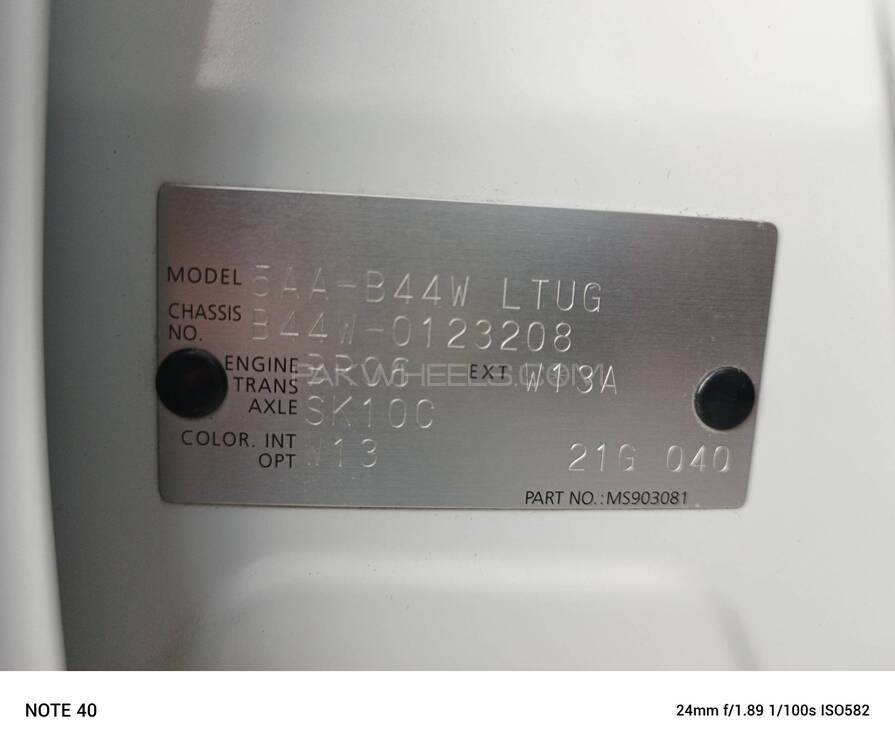 MODEL 5AA-B44W LTUG
CHASSIS NO. B44W-0123208
ENGINE BR06 EXT W13A
TRANS
AXLE SK10C
COLOR. INT
OPT W13 21G 040
PART NO.: MS903081
PAKWHEELS.COM
NOTE 40 24mm f/1.89 1/100s ISO582